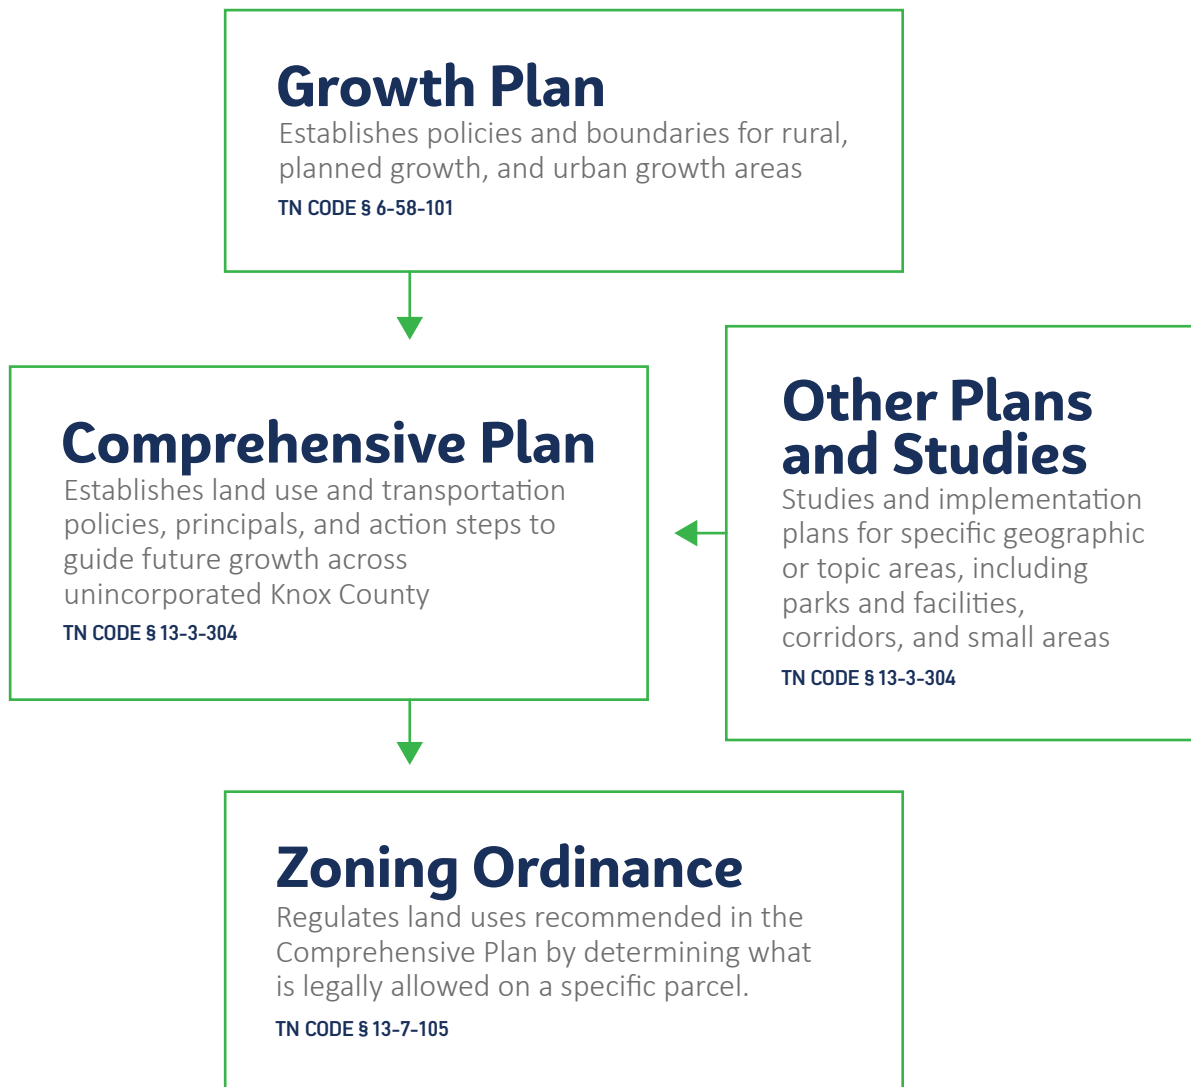 Growth Plan
Establishes policies and boundaries for rural,
planned growth, and urban growth areas
TN CODE § 6-58-101
Comprehensive Plan
Establishes land use and transportation
policies, principals, and action steps to
guide future growth across
unincorporated Knox County
TN CODE § 13-3-304
Other Plans
and Studies
Studies and implementation
plans for specific geographic
or topic areas, including
parks and facilities,
corridors, and small areas
TN CODE § 13-3-304
Zoning Ordinance
Regulates land uses recommended in the
Comprehensive Plan by determining what
is legally allowed on a specific parcel.
TN CODE § 13-7-105